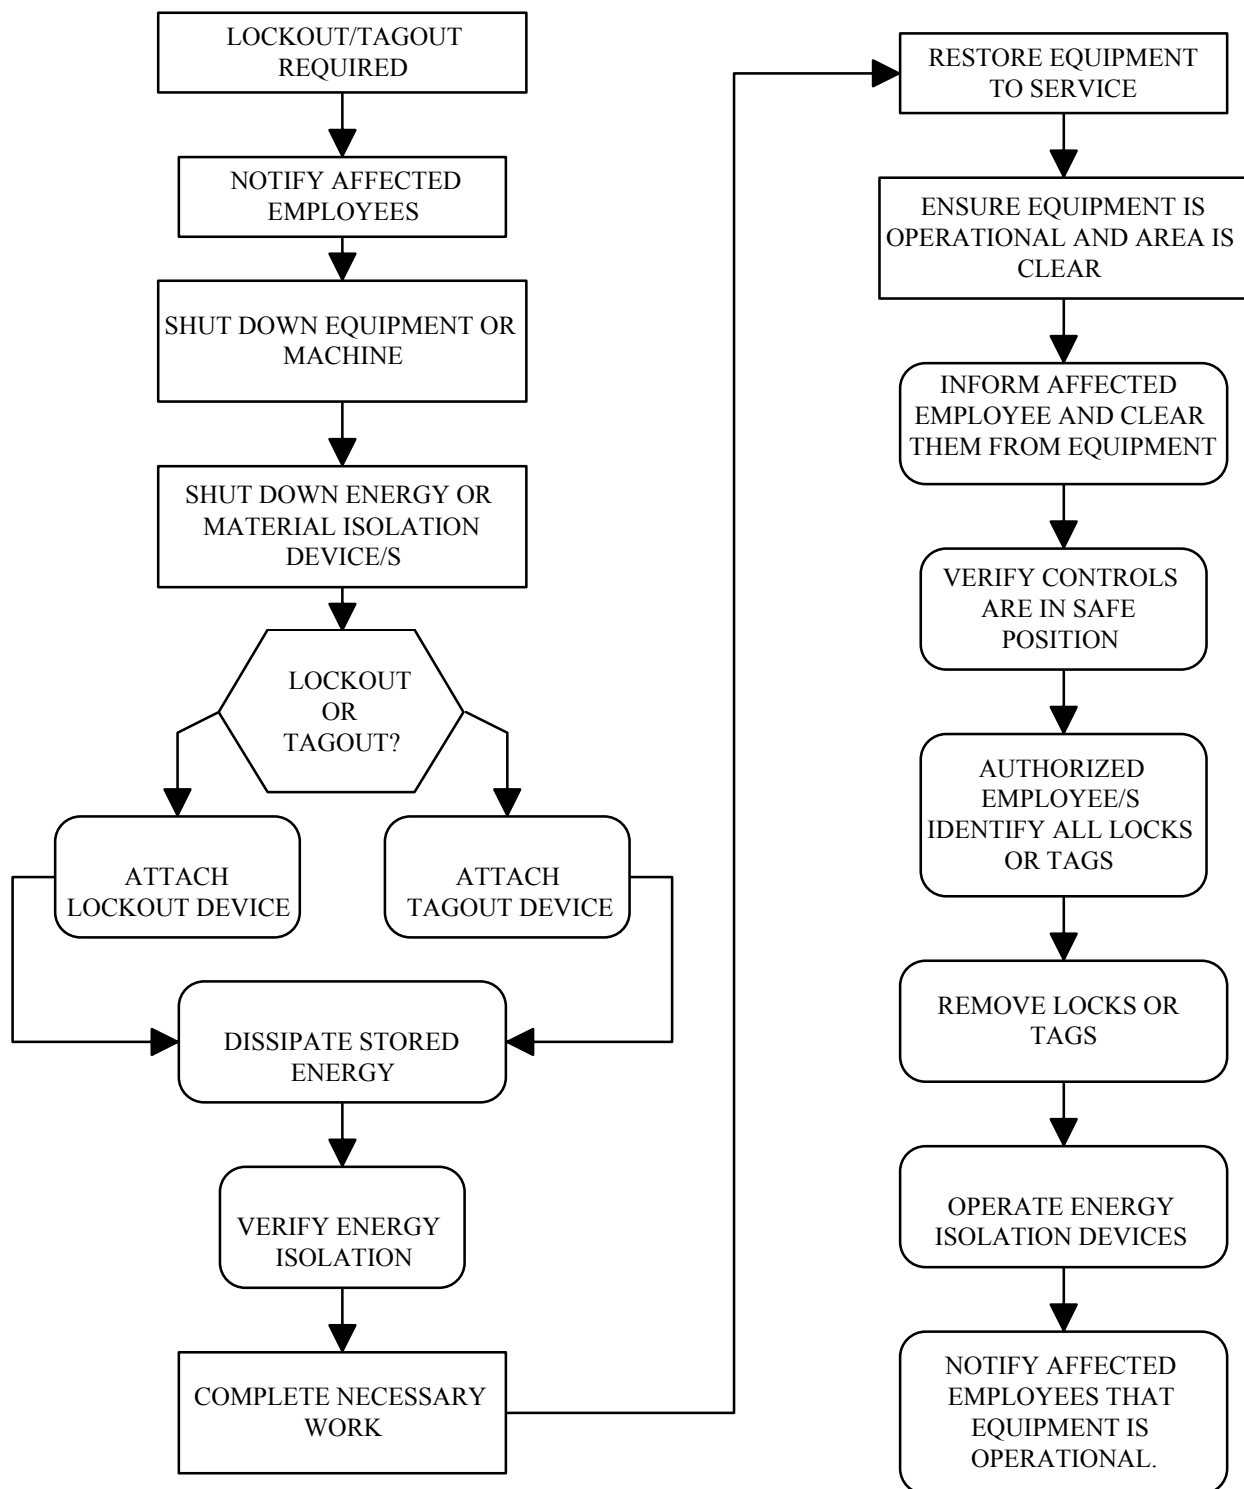 LOCKOUT/TAGOUT
REQUIRED
NOTIFY AFFECTED
EMPLOYEES
SHUT DOWN EQUIPMENT OR
MACHINE
SHUT DOWN ENERGY OR
MATERIAL ISOLATION
DEVICE/S
LOCKOUT
OR
TAGOUT?
ATTACH
LOCKOUT DEVICE
ATTACH
TAGOUT DEVICE
DISSIPATE STORED
ENERGY
VERIFY ENERGY
ISOLATION
COMPLETE NECESSARY
WORK
RESTORE EQUIPMENT
TO SERVICE
ENSURE EQUIPMENT IS
OPERATIONAL AND AREA IS
CLEAR
INFORM AFFECTED
EMPLOYEE AND CLEAR
THEM FROM EQUIPMENT
VERIFY CONTROLS
ARE IN SAFE
POSITION
AUTHORIZED
EMPLOYEE/S
IDENTIFY ALL LOCKS
OR TAGS
REMOVE LOCKS OR
TAGS
OPERATE ENERGY
ISOLATION DEVICES
NOTIFY AFFECTED
EMPLOYEES THAT
EQUIPMENT IS
OPERATIONAL.